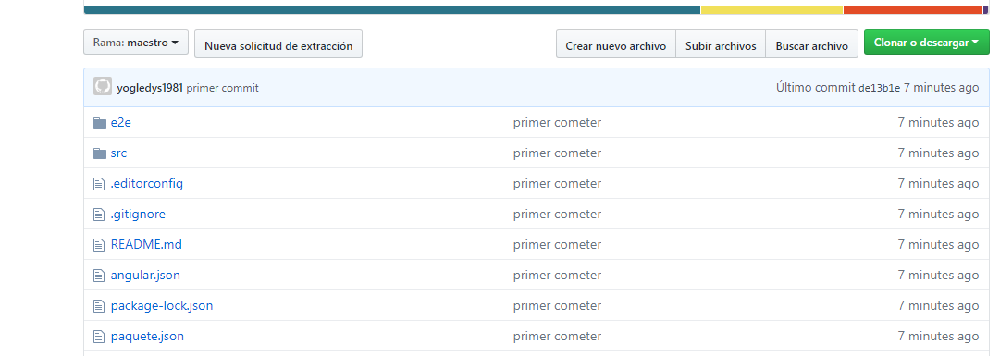 Rama: maestro
Nueva solicitud de extracción
Crear nuevo archivo
Subir archivos
Buscar archivo
Clonar o descargar
yogledys1981 primer commit
Último commit de13b1e 7 minutes ago
e2e primer cometer 7 minutes ago
src primer cometer 7 minutes ago
.editorconfig primer cometer 7 minutes ago
.gitignore primer cometer 7 minutes ago
README.md primer cometer 7 minutes ago
angular.json primer cometer 7 minutes ago
package-lock.json primer cometer 7 minutes ago
paquete.json primer cometer 7 minutes ago